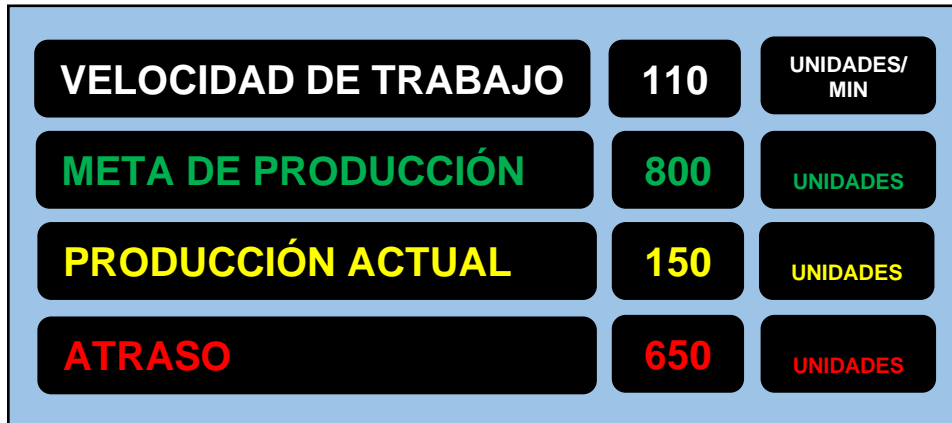 VELOCIDAD DE TRABAJO 110 UNIDADES/
MIN
META DE PRODUCCIÓN 800 UNIDADES
PRODUCCIÓN ACTUAL 150 UNIDADES
ATRASO 650 UNIDADES